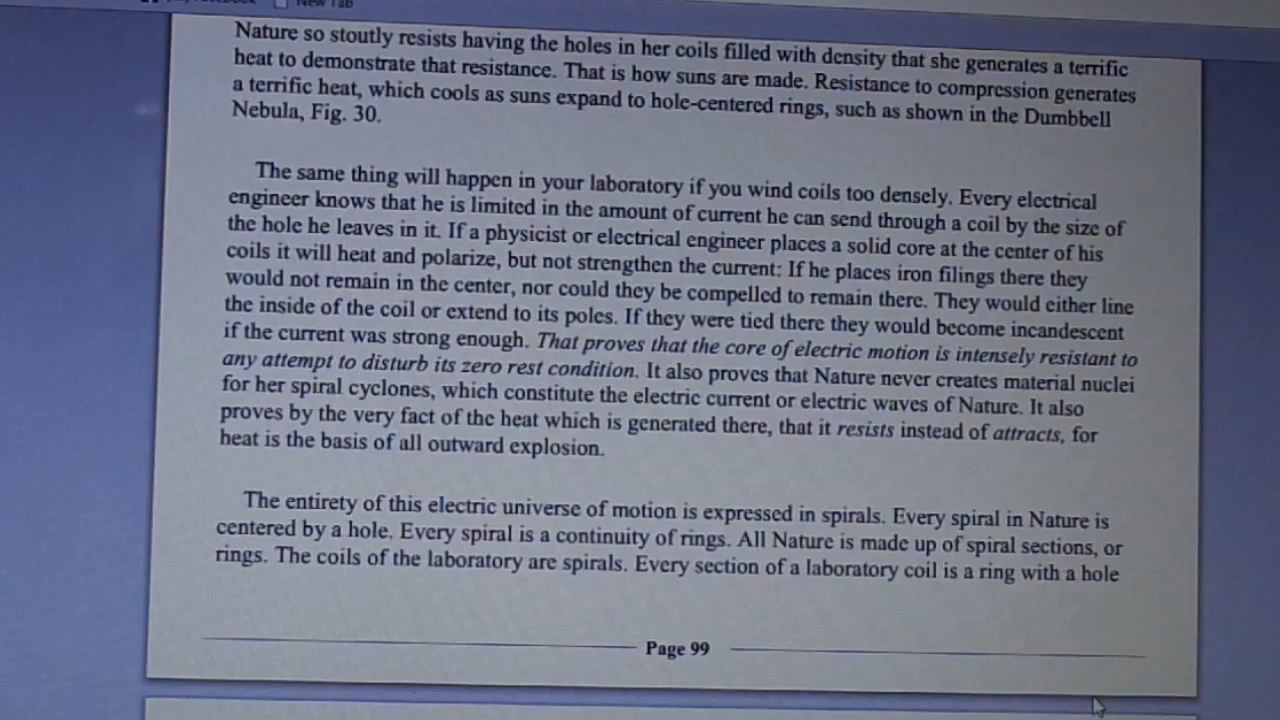 New Tab
Nature so stoutly resists having the holes in her coils filled with density that she generates a terrific
heat to demonstrate that resistance. That is how suns are made. Resistance to compression generates
a terrific heat, which cools as suns expand to hole-centered rings, such as shown in the Dumbbell
Nebula, Fig. 30.
The same thing will happen in your laboratory if you wind coils too densely. Every electrical
engineer knows that he is limited in the amount of current he can send through a coil by the size of
the hole he leaves in it. If a physicist or electrical engineer places a solid core at the center of his
coils it will heat and polarize, but not strengthen the current: If he places iron filings there they
would not remain in the center, nor could they be compelled to remain there. They would either line
the inside of the coil or extend to its poles. If they were tied there they would become incandescent
if the current was strong enough. That proves that the core of electric motion is intensely resistant to
any attempt to disturb its zero rest condition. It also proves that Nature never creates material nuclei
for her spiral cyclones, which constitute the electric current or electric waves of Nature. It also
proves by the very fact of the heat which is generated there, that it resists instead of attracts, for
heat is the basis of all outward explosion.
The entirety of this electric universe of motion is expressed in spirals. Every spiral in Nature is
centered by a hole. Every spiral is a continuity of rings. All Nature is made up of spiral sections, or
rings. The coils of the laboratory are spirals. Every section of a laboratory coil is a ring with a hole
Page 99